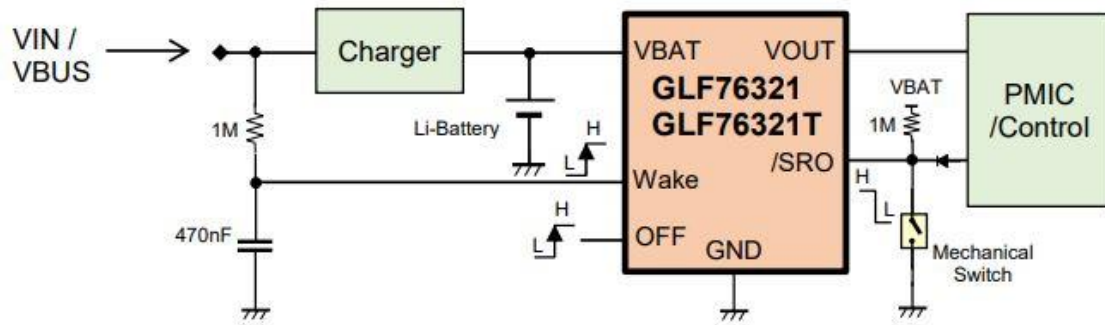 VIN /
VBUS
Charger
1M
Li-Battery
470nF
H
L
H
L
VBAT
VOUT
GLF76321
GLF76321T
/SRO
Wake
OFF
GND
VBAT
1M
H
L
Mechanical
Switch
PMIC
/Control